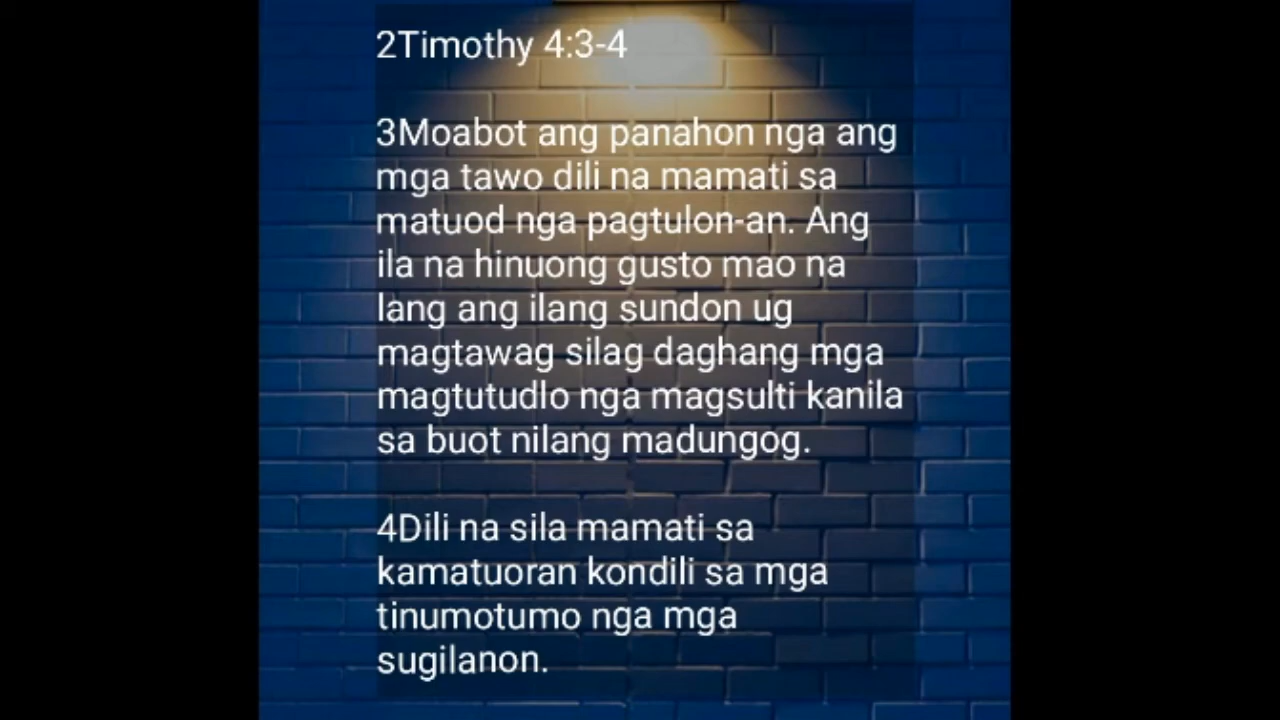 2Timothy 4:3-4
3Moabot ang panahon nga ang
mga tawo dili na mamati sa
matuod nga pagtulon-an. Ang
ila na hinuong gusto mao na
lang ang ilang sundon ug
magtawag silag daghang mga
magtutudlo nga magsulti kanila
sa buot nilang madungog.
4Dili na sila mamati sa
kamatuoran kondili sa mga
tinumotumo nga mga
sugilanon.